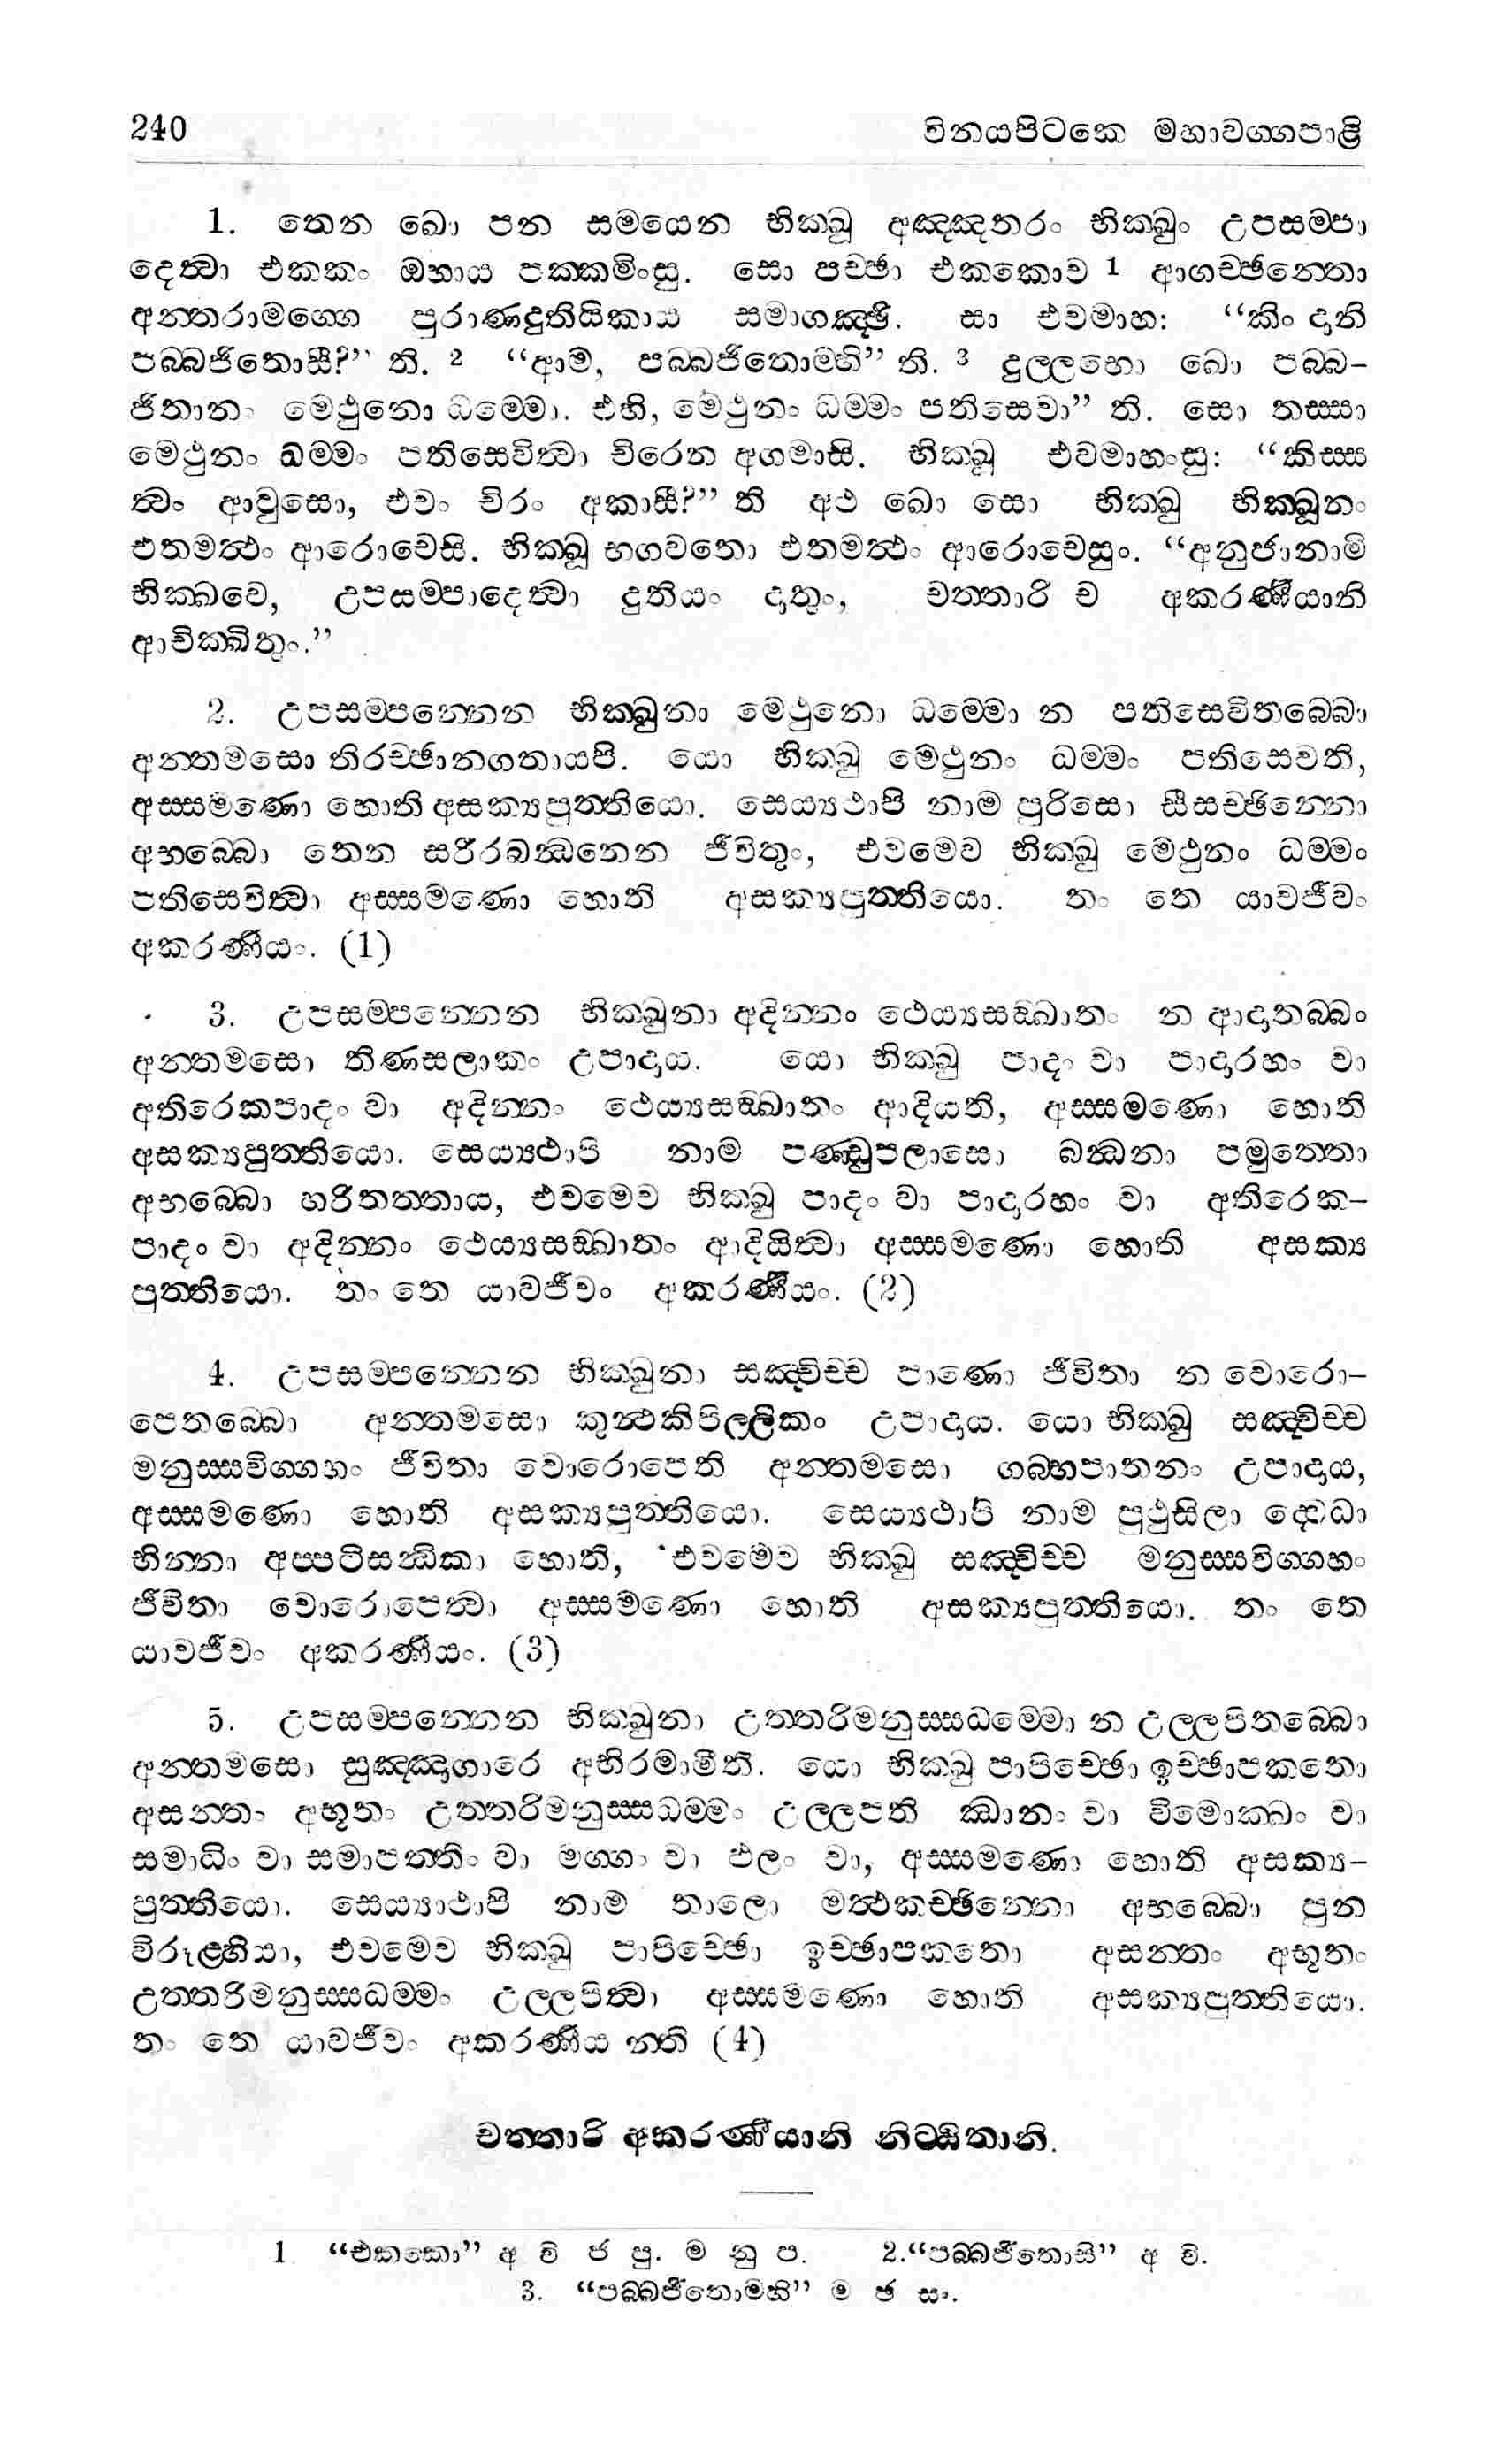 240 විනයපිටකෙ මහාවග්ගපාළි
1. තෙන ඛො පන සමයෙන භික්ඛූ අඤ්ඤතරං භික්ඛුං උපසම්පා
දෙත්වා එකකං ඔහාය පක්කමිංසු. සො පච්ඡා එකකොව 1 ආගච්ඡන්තො
අන්තරාමග්ගෙ පුරාණදුතියිකාය සමාගඤ්ඡි. සා එවමාහ: “කිං දානි
පබ්බජිතොසී?” ති. 2 “ආම, පබ්බජිතොම්හි” ති. 3 දුල්ලභො ඛො පබ්බ-
ජිතානං මෙථුනො ධම්මො. එහි, මෙථුනං ධම්මං පතිසෙවා” ති. සො තස්සා
මෙථුනං ධම්මං පතිසෙවිත්වා චිරෙන අගමාසි. භික්ඛූ එවමාහංසු: “කිස්ස
ත්වං ආවුසො, එවං චිරං අකාසී?” ති අථ ඛො සො භික්ඛු භික්ඛූනං
එතමත්ථං ආරොචෙසි. භික්ඛූ භගවතො එතමත්ථං ආරොචෙසුං. “අනුජානාමි
භික්ඛවෙ, උපසම්පාදෙත්වා දුතියං දාතුං, චත්තාරි ච අකරණීයානි
ආචික්ඛිතුං.”
2. උපසම්පන්නෙන භික්ඛුනා මෙථුනො ධම්මො න පතිසෙවිතබ්බො
අන්තමසො තිරච්ඡානගතායපි. යො භික්ඛු මෙථුනං ධම්මං පතිසෙවති,
අස්සමණො හොති අසක්‍යපුත්තියො. සෙය්‍යථාපි නාම පුරිසො සීසච්ඡින්නො
අභබ්බො තෙන සරීරබන්ධනෙන ජීවිතුං, එවමෙව භික්ඛු මෙථුනං ධම්මං
පතිසෙවිත්වා අස්සමණො හොති අසක්‍යපුත්තියො. තං තෙ යාවජීවං
අකරණීයං. (1)
3. උපසම්පන්නෙන භික්ඛුනා අදින්නං ථෙය්‍යසඞ්ඛාතං න ආදාතබ්බං
අන්තමසො තිණසලාකං උපාදාය. යො භික්ඛු පාදං වා පාදාරහං වා
අතිරෙකපාදං වා අදින්නං ථෙය්‍යසඞ්ඛාතං ආදියති, අස්සමණො හොති
අසක්‍යපුත්තියො. සෙය්‍යථාපි නාම පණ්ඩුපලාසො බන්ධනා පමුත්තො
අභබ්බො හරිතත්තාය, එවමෙව භික්ඛු පාදං වා පාදාරහං වා අතිරෙක-
පාදං වා අදින්නං ථෙය්‍යසඞ්ඛාතං ආදියිත්වා අස්සමණො හොති අසක්‍ය
පුත්තියො. තං තෙ යාවජීවං අකරණීයං. (2)
4. උපසම්පන්නෙන භික්ඛුනා සඤ්චිච්ච පාණො ජීවිතා න වොරො-
පෙතබ්බො අන්තමසො කුන්ථකිපිල්ලිකං උපාදාය. යො භික්ඛු සඤ්චිච්ච
මනුස්සවිග්ගහං ජීවිතා වොරොපෙති අන්තමසො ගබ්භපාතනං උපාදාය,
අස්සමණො හොති අසක්‍යපුත්තියො. සෙය්‍යථාපි නාම පුථුසිලා ද්වෙධා
භින්නා අප්පටිසන්ධිකා හොති, එවමෙව භික්ඛු සඤ්චිච්ච මනුස්සවිග්ගහං
ජීවිතා වොරොපෙත්වා අස්සමණො හොති අසක්‍යපුත්තියො. තං තෙ
යාවජීවං අකරණීයං. (3)
5. උපසම්පන්නෙන භික්ඛුනා උත්තරිමනුස්සධම්මො න උල්ලපිතබ්බො
අන්තමසො සුඤ්ඤාගාරෙ අභිරමාමීති. යො භික්ඛු පාපිච්ඡො ඉච්ඡාපකතො
අසන්තං අභූතං උත්තරිමනුස්සධම්මං උල්ලපති ඣානං වා විමොක්ඛං වා
සමාධිං වා සමාපත්තිං වා මග්ගං වා ඵලං වා, අස්සමණො හොති අසක්‍ය-
පුත්තියො. සෙය්‍යාථාපි නාම තාලො මත්ථකච්ඡින්නො අභබ්බො පුන
විරූළ්හියා, එවමෙව භික්ඛු පාපිච්ඡො ඉච්ඡාපකතො අසන්තං අභූතං
උත්තරිමනුස්සධම්මං උල්ලපිත්වා අස්සමණො හොති අසක්‍යපුත්තියො.
තං තෙ යාවජීවං අකරණීය න්ති (4)
චත්තාරි අකරණීයානි නිට්ඨිතානි.
1 “එකකො” අ වි ජ පු. ම නු ප. 2.“පබ්බජිතොසි” අ වි.
3. “පබ්බජිතොම්හි” ම ඡ සං.